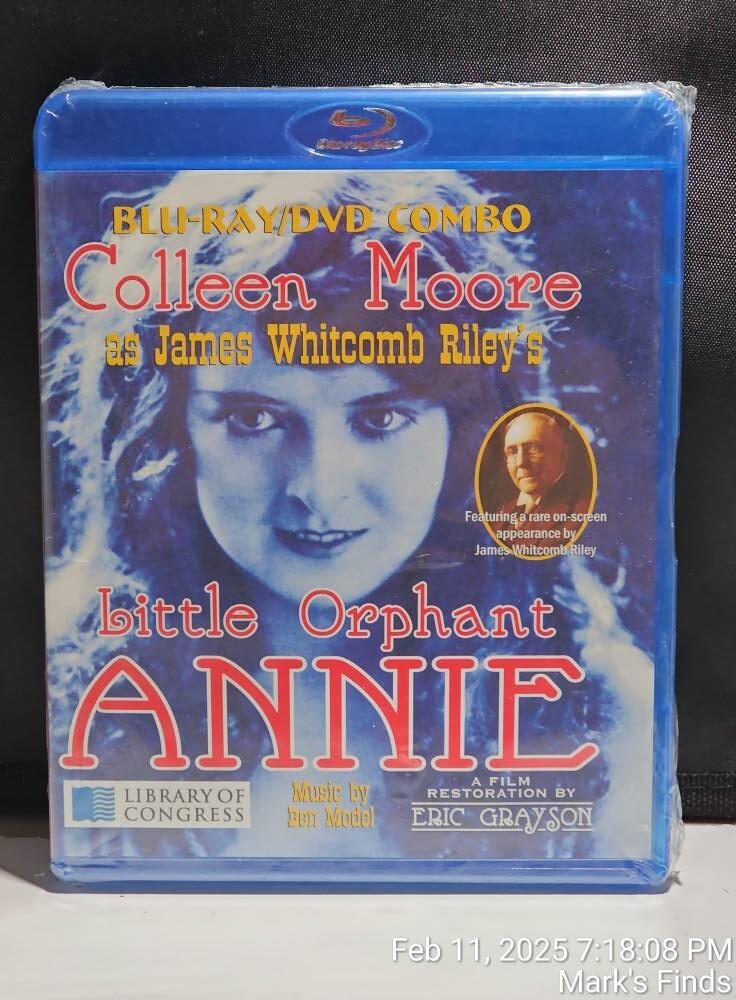 Blu-ray Disc
BLU-RAY/DVD COMBO
Colleen Moore
as James Whitcomb Riley's
Featuring a rare on-screen
appearance by
James Whitcomb Riley
Little Orphant
ANNIE
LIBRARY OF
CONGRESS
Music by
Ben Model
A FILM
RESTORATION BY
ERIC GRAYSON
Feb 11, 2025 7:18:08 PM
Mark's Finds